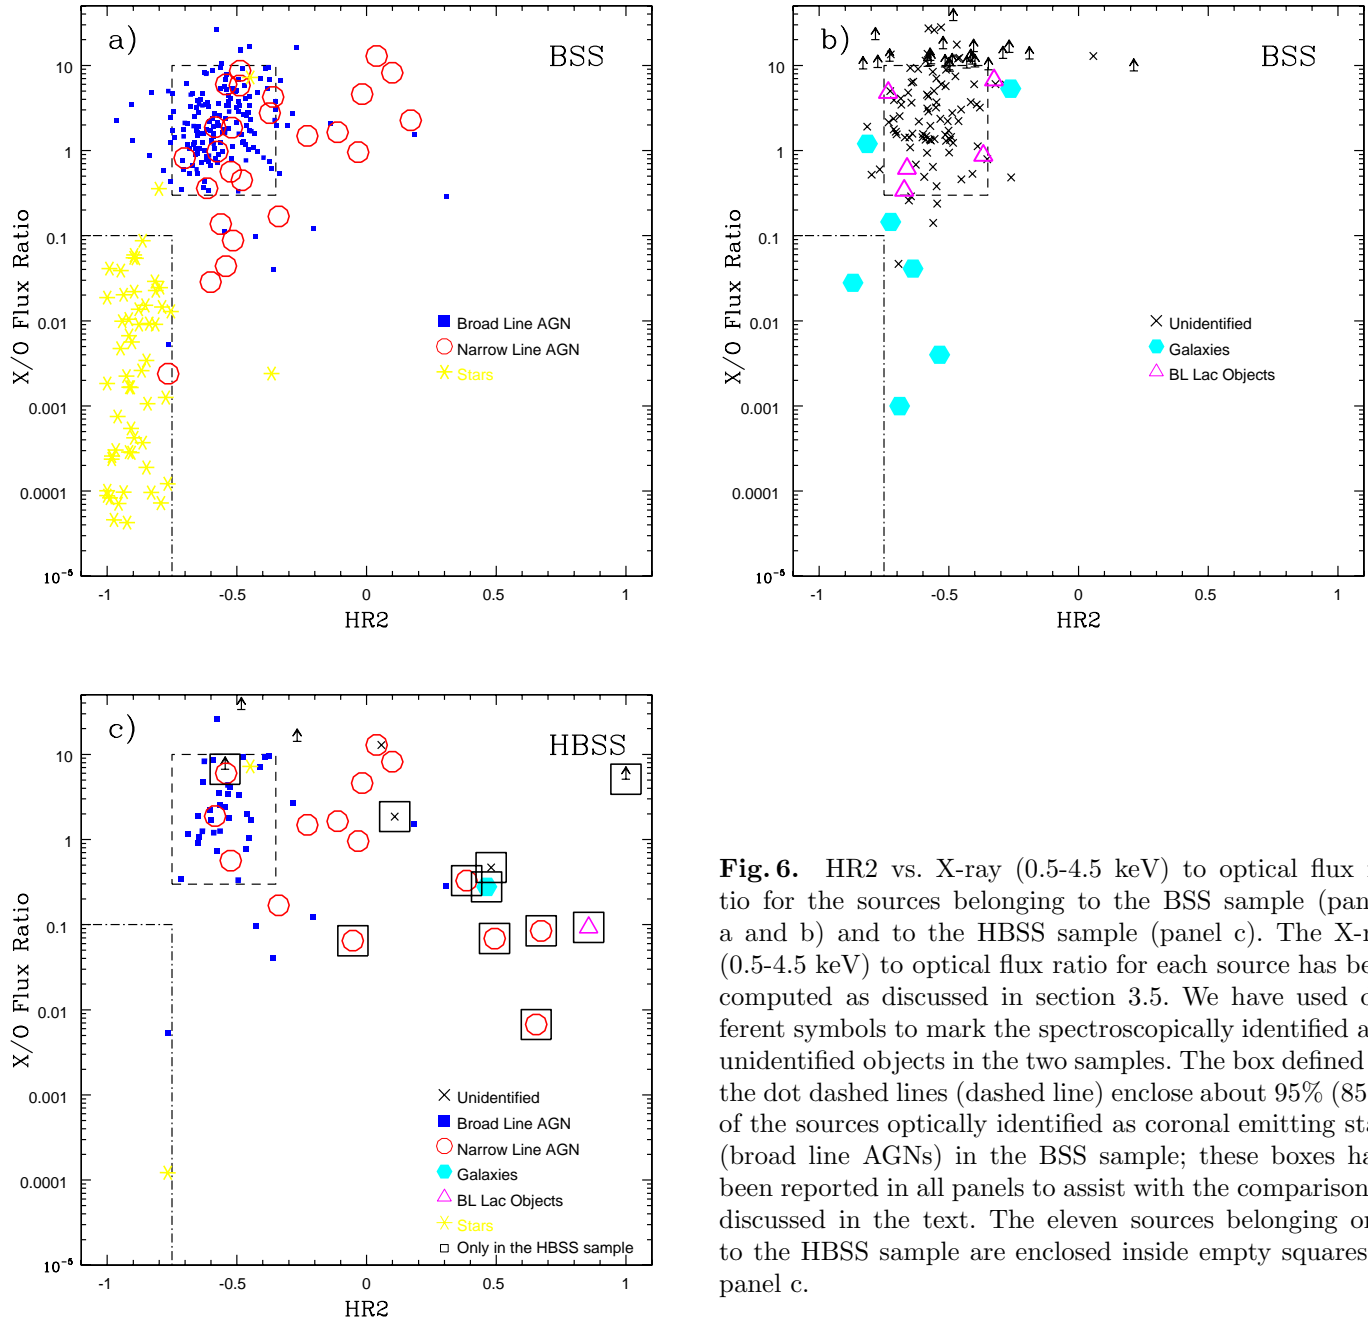 a)
BSS
10
1
0.1
0.01
0.001
0.0001
10⁻⁵
X/O Flux Ratio
Broad Line AGN
Narrow Line AGN
Stars
-1
-0.5
0
0.5
1
HR2
b)
BSS
10
1
0.1
0.01
0.001
0.0001
10⁻⁵
X/O Flux Ratio
Unidentified
Galaxies
BL Lac Objects
-1
-0.5
0
0.5
1
HR2
c)
HBSS
10
1
0.1
0.01
0.001
0.0001
10⁻⁵
X/O Flux Ratio
Unidentified
Broad Line AGN
Narrow Line AGN
Galaxies
BL Lac Objects
Stars
Only in the HBSS sample
-1
-0.5
0
0.5
1
HR2
Fig. 6. HR2 vs. X-ray (0.5-4.5 keV) to optical flux
tio for the sources belonging to the BSS sample (pan
a and b) and to the HBSS sample (panel c). The X-r
(0.5-4.5 keV) to optical flux ratio for each source has be
computed as discussed in section 3.5. We have used
ferent symbols to mark the spectroscopically identified a
unidentified objects in the two samples. The box defined
the dot dashed lines (dashed line) enclose about 95% (85
of the sources optically identified as coronal emitting sta
(broad line AGNs) in the BSS sample; these boxes ha
been reported in all panels to assist with the comparison
discussed in the text. The eleven sources belonging on
to the HBSS sample are enclosed inside empty squares
panel c.